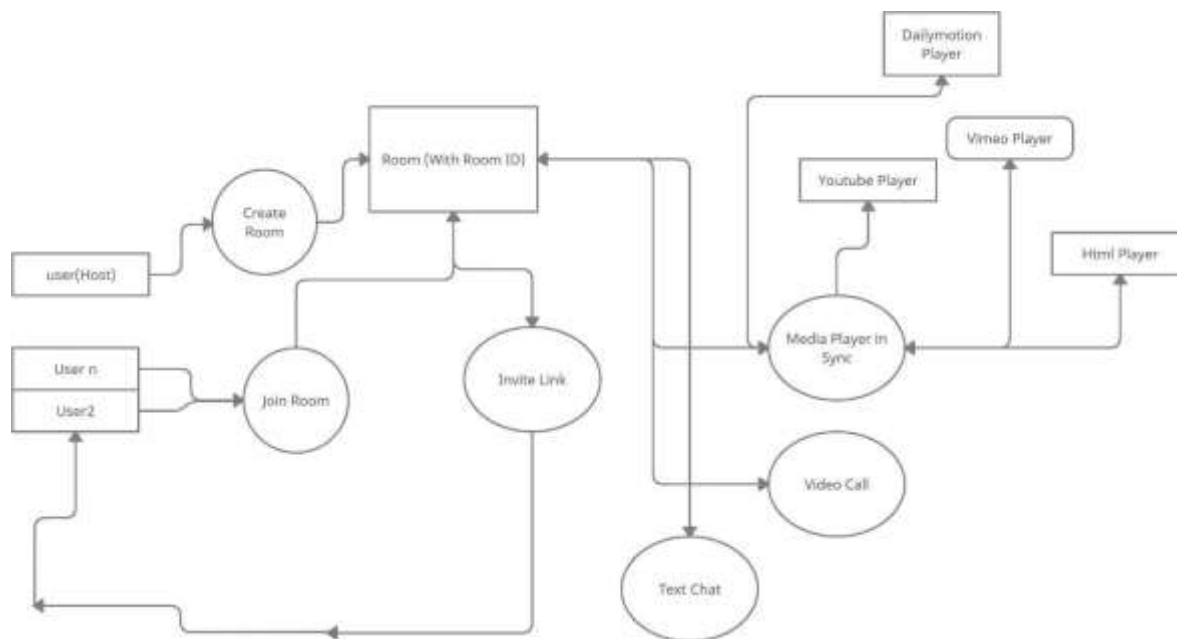 Dailymotion
Player
Vimeo Player
Room (With Room ID)
Youtube Player
Create
Room
Html Player
user(Host)
Media Player in
Sync
User n
Invite Link
Join Room
User2
Video Call
Text Chat